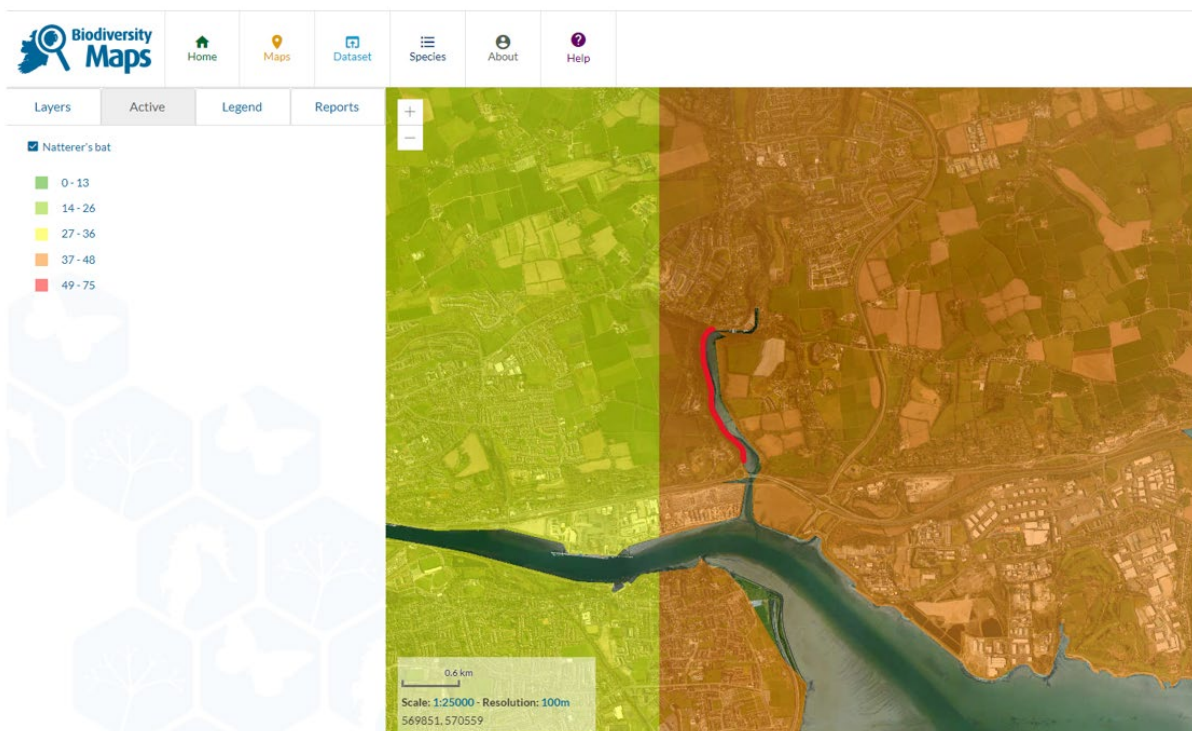 Biodiversity
Maps
Home
Maps
Dataset
Species
About
Help
Layers
Active
Legend
Reports
Natterer's bat
0 - 13
14 - 26
27 - 36
37 - 48
49 - 75
+
−
0.6 km
Scale: 1:25000 - Resolution: 100m
569851, 570559